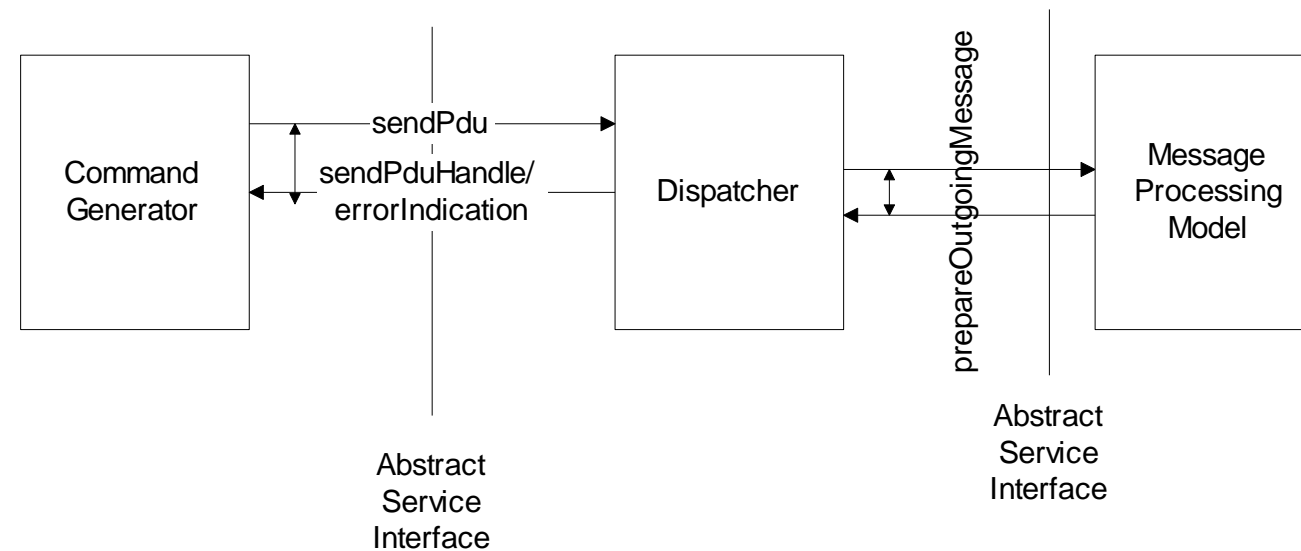 Command
Generator
sendPdu
sendPduHandle/
errorIndication
Dispatcher
prepareOutgoingMessage
Message
Processing
Model
Abstract
Service
Interface
Abstract
Service
Interface